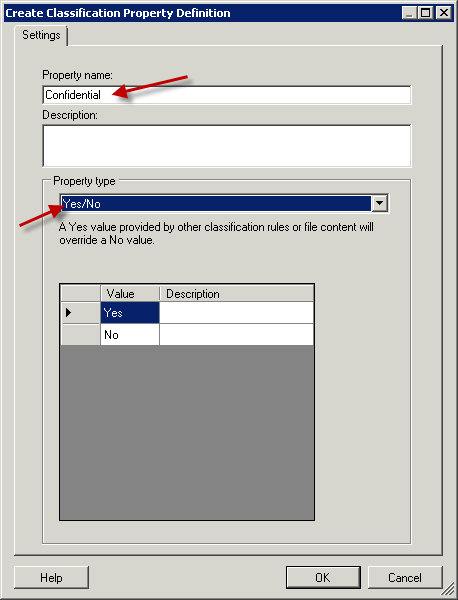 Create Classification Property Definition
Settings
Property name:
Confidential
Description:
Property type
Yes/No
A Yes value provided by other classification rules or file content will
override a No value.
Value Description
Yes
No
Help OK Cancel